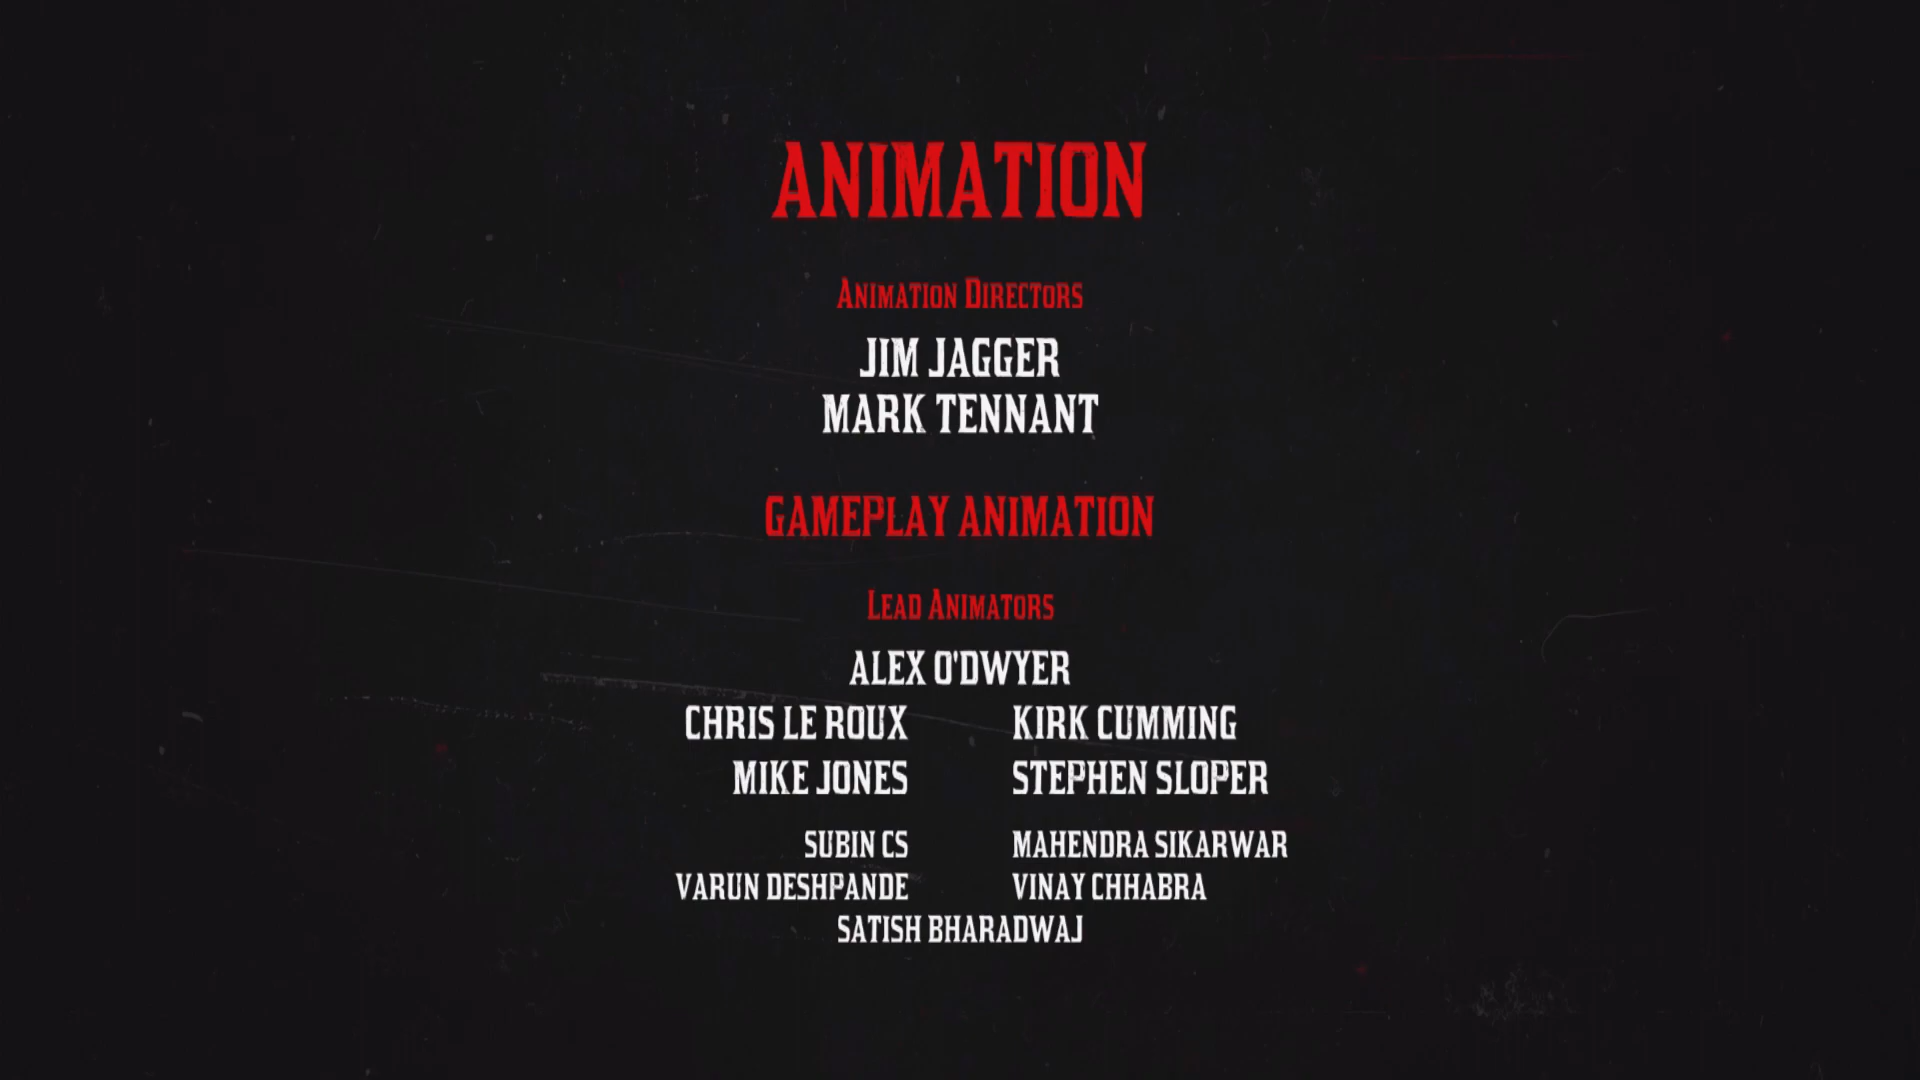 ANIMATION
Animation Directors
JIM JAGGER
MARK TENNANT
GAMEPLAY ANIMATION
Lead Animators
ALEX O'DWYER
CHRIS LE ROUX KIRK CUMMING
MIKE JONES STEPHEN SLOPER
SUBIN CS MAHENDRA SIKARWAR
VARUN DESHPANDE VINAY CHHABRA
SATISH BHARADWAJ